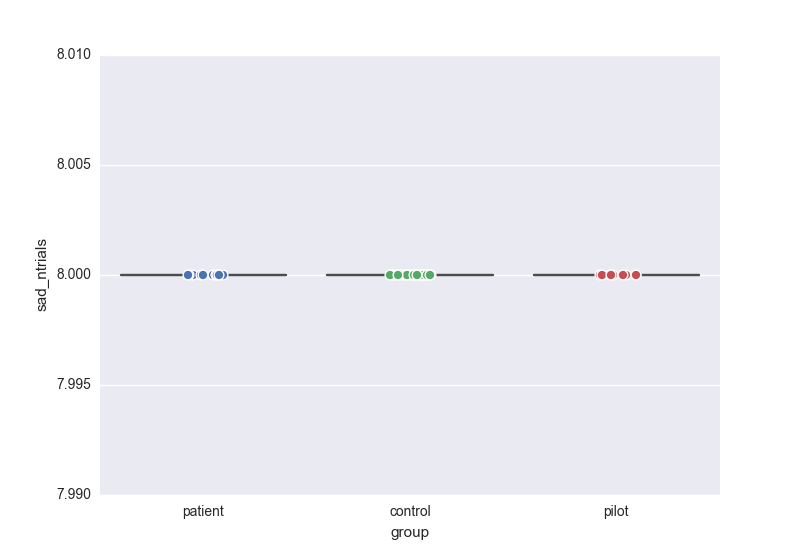 8.010
8.005
8.000
7.995
7.990
sad_ntrials
patient control pilot
group